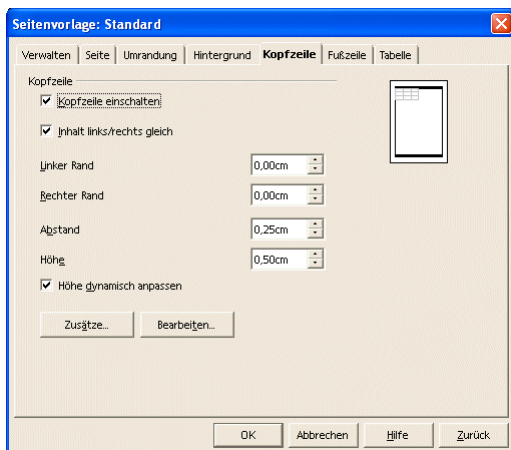 Seitenvorlage: Standard
Verwalten Seite Umrandung Hintergrund Kopfzeile Fußzeile Tabelle
Kopfzeile
Kopfzeile einschalten
Inhalt links/rechts gleich
Linker Rand 0,00cm
Rechter Rand 0,00cm
Abstand 0,25cm
Höhe 0,50cm
Höhe dynamisch anpassen
Zusätze... Bearbeiten...
OK Abbrechen Hilfe Zurück